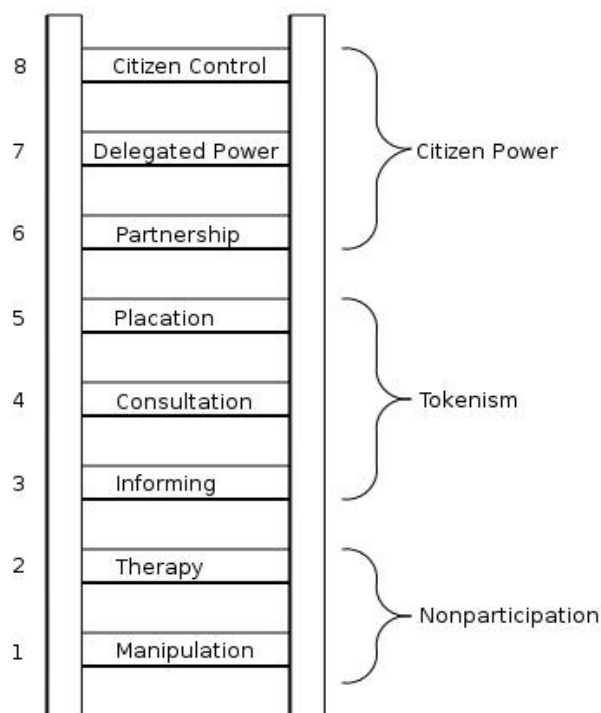 8 Citizen Control
7 Delegated Power
Citizen Power
6 Partnership
5 Placation
4 Consultation
Tokenism
3 Informing
2 Therapy
Nonparticipation
1 Manipulation